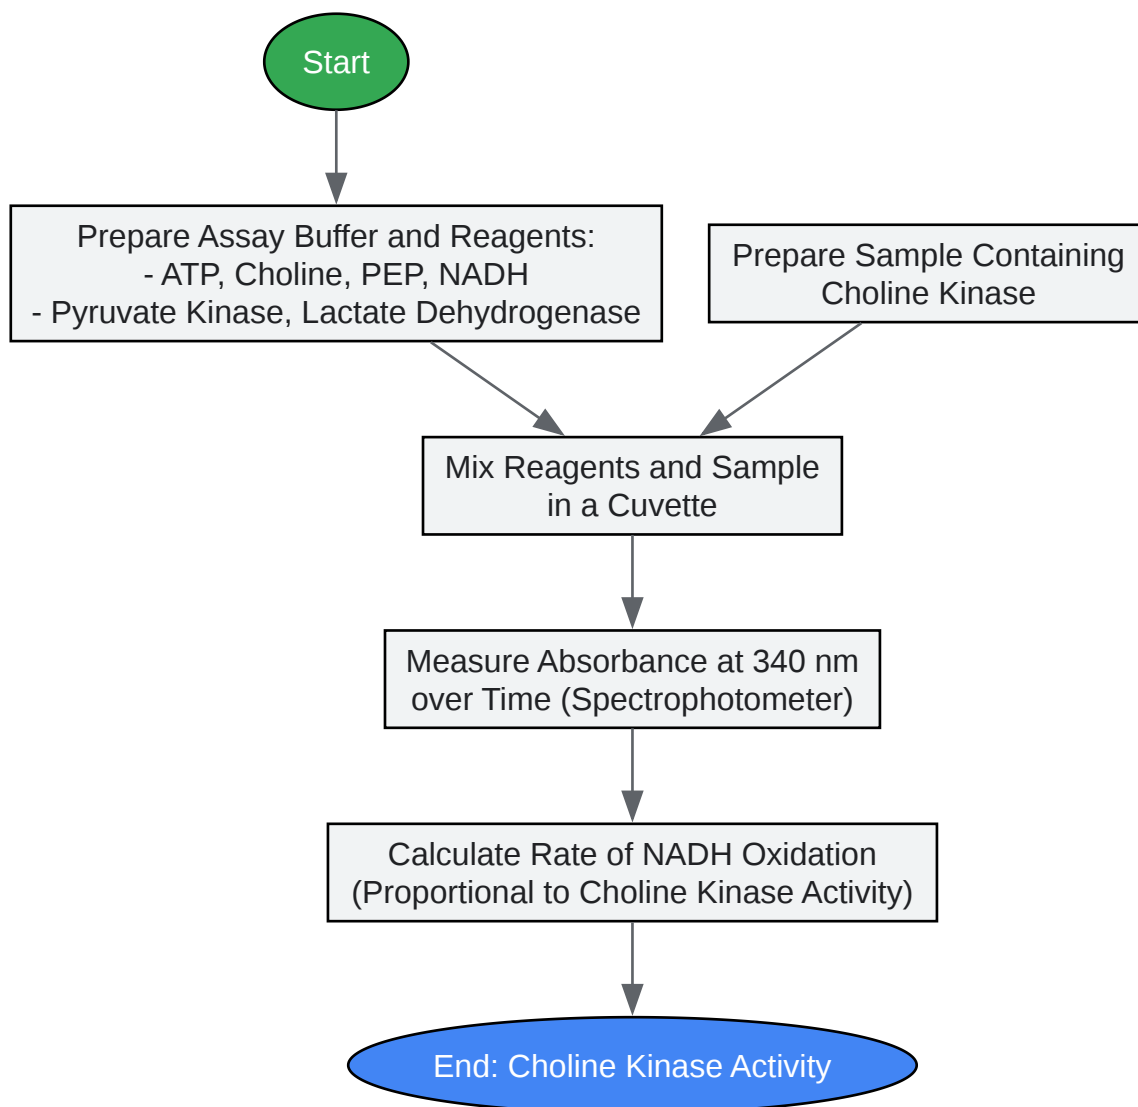 Start
Prepare Assay Buffer and Reagents:
- ATP, Choline, PEP, NADH
- Pyruvate Kinase, Lactate Dehydrogenase
Prepare Sample Containing
Choline Kinase
Mix Reagents and Sample
in a Cuvette
Measure Absorbance at 340 nm
over Time (Spectrophotometer)
Calculate Rate of NADH Oxidation
(Proportional to Choline Kinase Activity)
End: Choline Kinase Activity